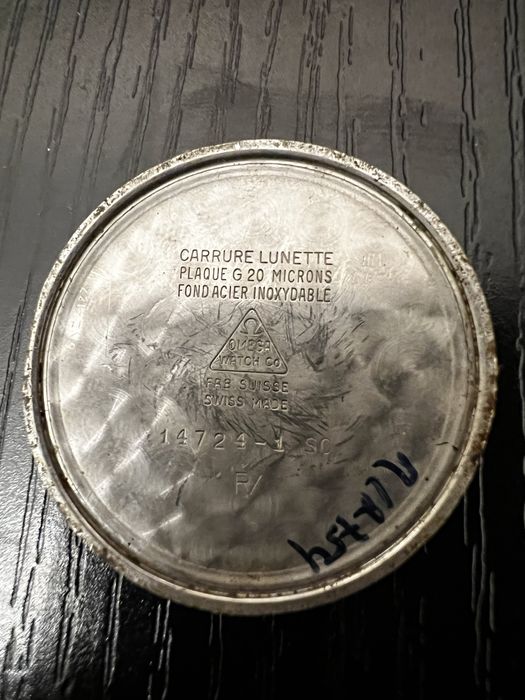 CARRURE LUNETTE
PLAQUE G 20 MICRONS
FOND ACIER INOXYDABLE
Ω
OMEGA
WATCH CO
FAB. SUISSE
SWISS MADE
14724-1 SC